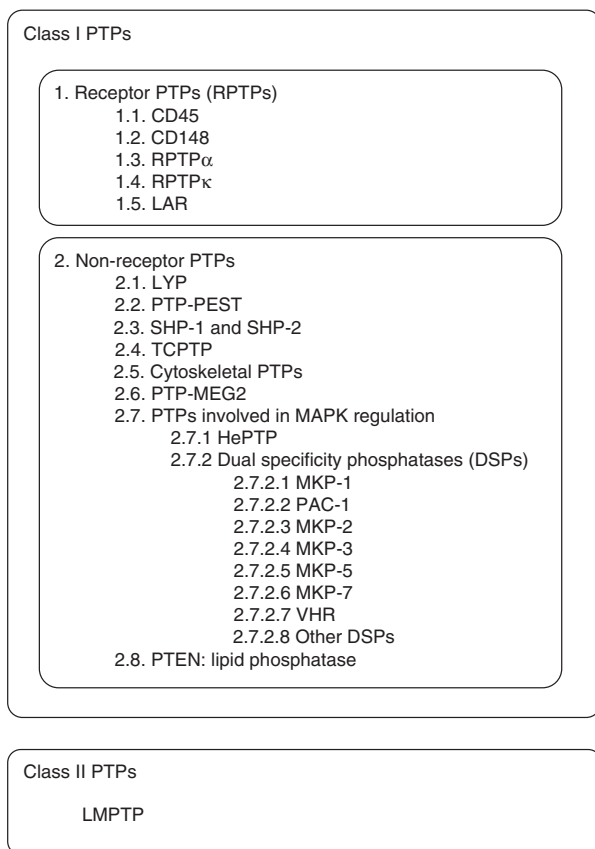 Class I PTPs
1. Receptor PTPs (RPTPs)
1.1. CD45
1.2. CD148
1.3. RPTPα
1.4. RPTPκ
1.5. LAR
2. Non-receptor PTPs
2.1. LYP
2.2. PTP-PEST
2.3. SHP-1 and SHP-2
2.4. TCPTP
2.5. Cytoskeletal PTPs
2.6. PTP-MEG2
2.7. PTPs involved in MAPK regulation
2.7.1 HePTP
2.7.2 Dual specificity phosphatases (DSPs)
2.7.2.1 MKP-1
2.7.2.2 PAC-1
2.7.2.3 MKP-2
2.7.2.4 MKP-3
2.7.2.5 MKP-5
2.7.2.6 MKP-7
2.7.2.7 VHR
2.7.2.8 Other DSPs
2.8. PTEN: lipid phosphatase
Class II PTPs
LMPTP